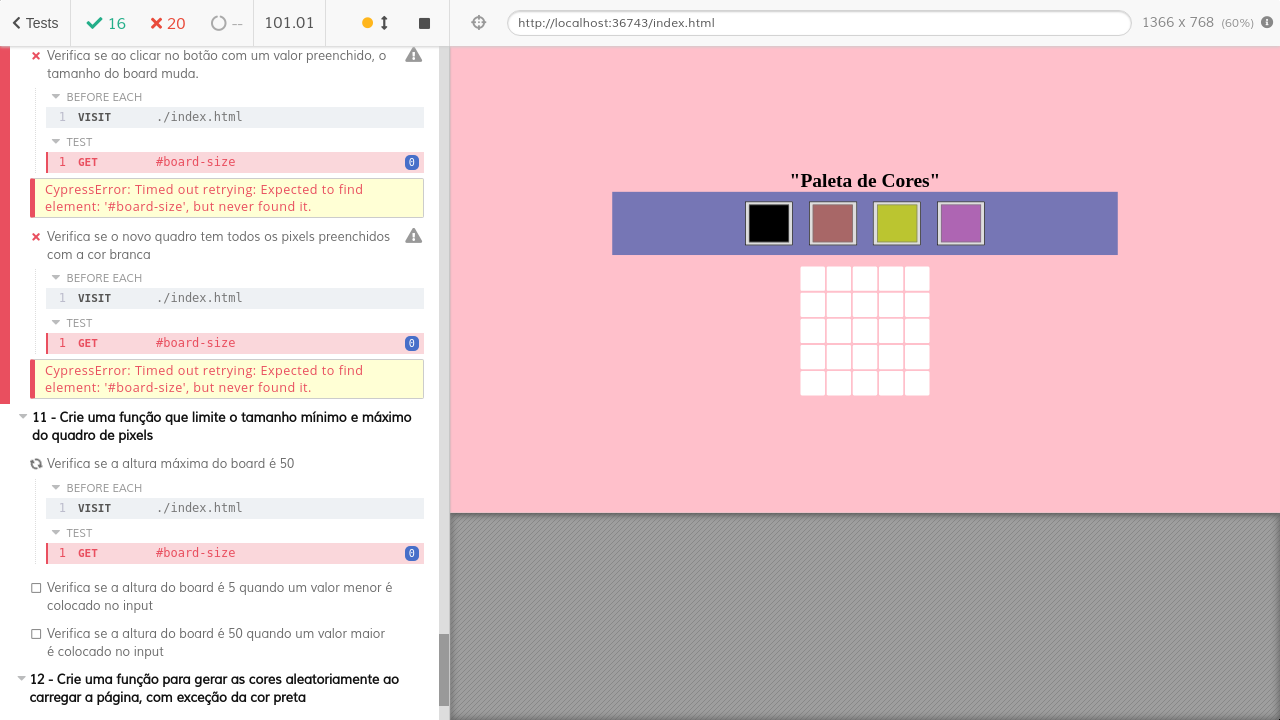 Tests
16
20
--
101.01
http://localhost:36743/index.html
1366 x 768 (60%)
Verifica se ao clicar no botão com um valor preenchido, o
tamanho do board muda.
BEFORE EACH
1 VISIT ./index.html
TEST
1 GET #board-size 0
CypressError: Timed out retrying: Expected to find
element: '#board-size', but never found it.
Verifica se o novo quadro tem todos os pixels preenchidos
com a cor branca
BEFORE EACH
1 VISIT ./index.html
TEST
1 GET #board-size 0
CypressError: Timed out retrying: Expected to find
element: '#board-size', but never found it.
11 - Crie uma função que limite o tamanho mínimo e máximo
do quadro de pixels
Verifica se a altura máxima do board é 50
BEFORE EACH
1 VISIT ./index.html
TEST
1 GET #board-size 0
Verifica se a altura do board é 5 quando um valor menor é
colocado no input
Verifica se a altura do board é 50 quando um valor maior
é colocado no input
12 - Crie uma função para gerar as cores aleatoriamente ao
carregar a página, com exceção da cor preta
"Paleta de Cores"